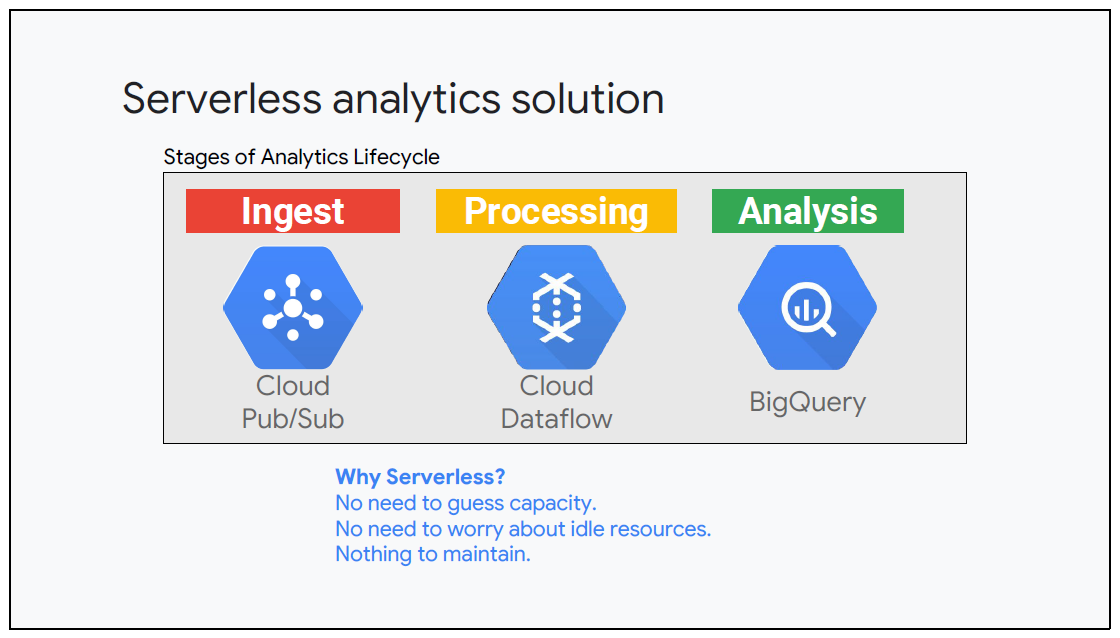 Serverless analytics solution
Stages of Analytics Lifecycle
Ingest
Processing
Analysis
Cloud
Pub/Sub
Cloud
Dataflow
BigQuery
Why Serverless?
No need to guess capacity.
No need to worry about idle resources.
Nothing to maintain.